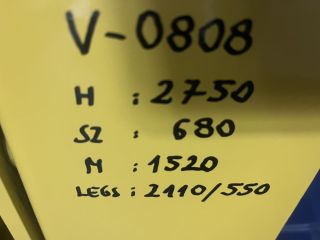 V-0808
H : 2750
SZ : 680
M : 1520
LEGS : 2110/550